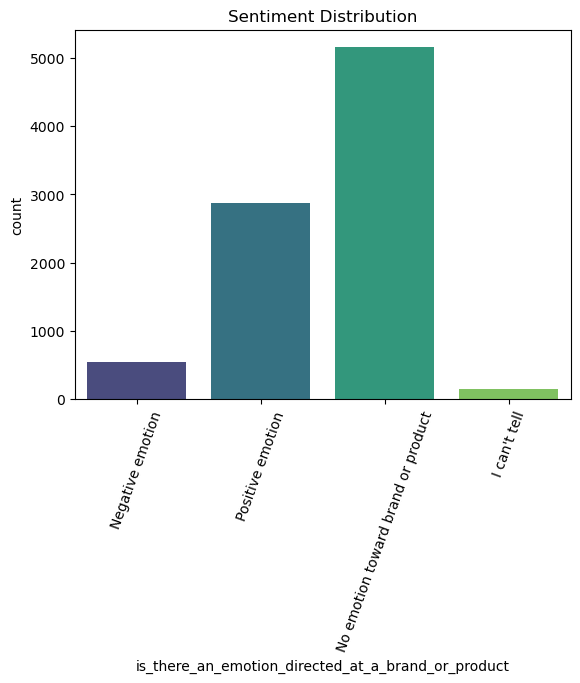 Sentiment Distribution
count
5000
4000
3000
2000
1000
0
Negative emotion
Positive emotion
No emotion toward brand or product
I can't tell
is_there_an_emotion_directed_at_a_brand_or_product